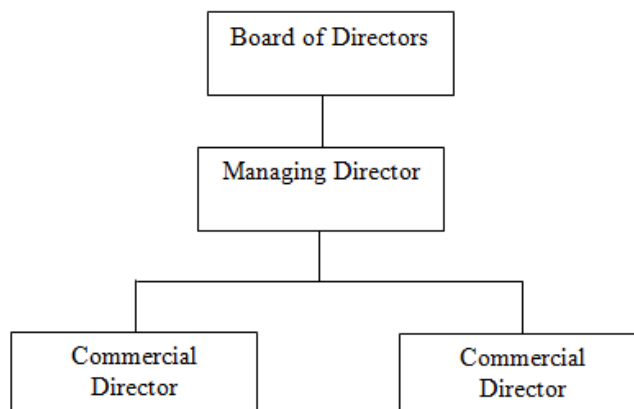 Board of Directors
Managing Director
Commercial
Director
Commercial
Director